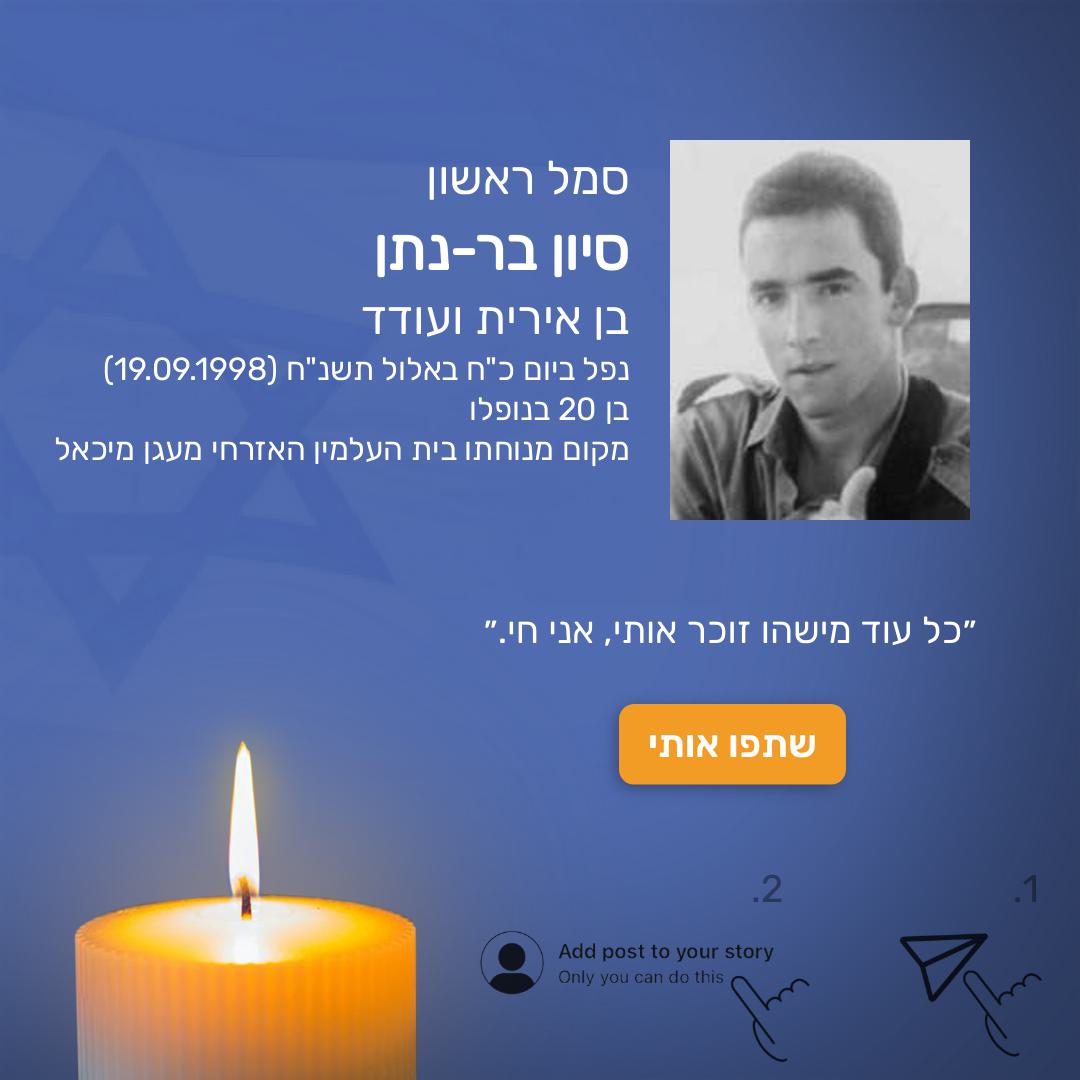 סמל ראשון
סיון בר-נתן
בן אירית ועודד
נפל ביום כ"ח באלול תשנ"ח (19.09.1998)
בן 20 בנופלו
מקום מנוחתו בית העלמין האזרחי מעגן מיכאל
״כל עוד מישהו זוכר אותי, אני חי.״
שתפו אותי
1.
2.
Add post to your story
Only you can do this